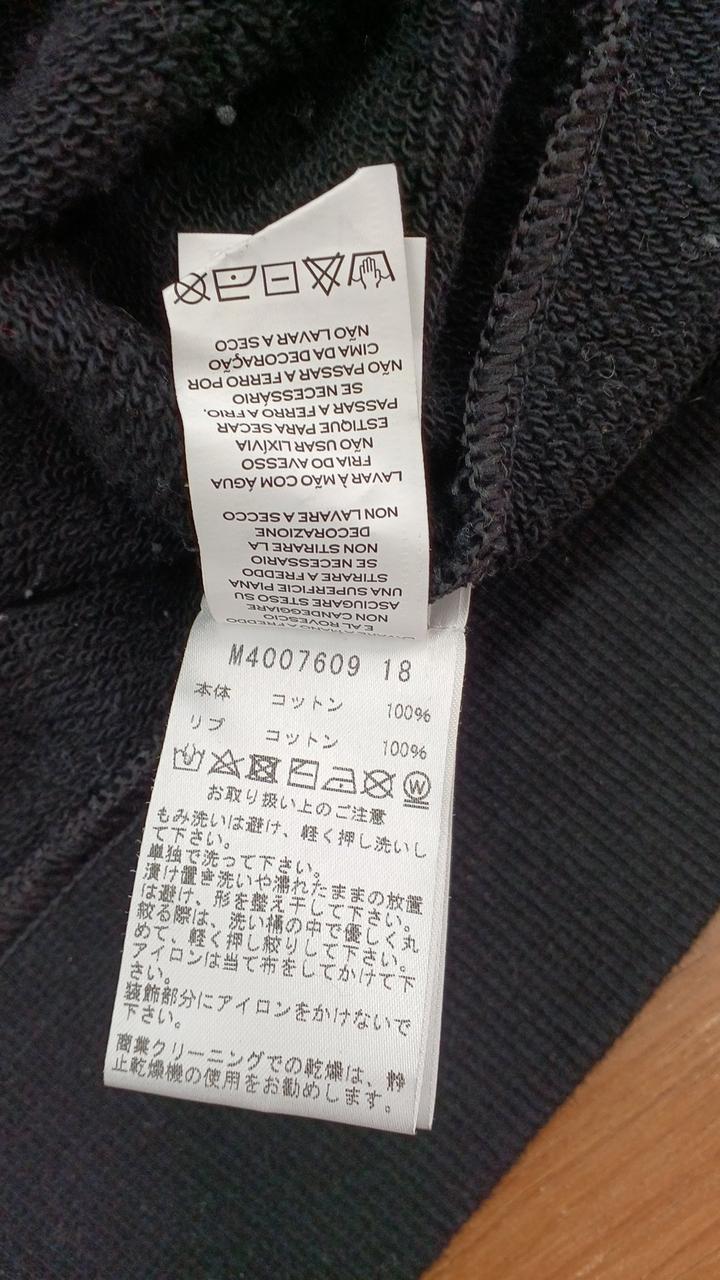 LAVARE A MANO A FREDDO
E AL ROVESCIO
NON CANDEGGIARE
ASCIUGARE STESO SU
UNA SUPERFICIE PIANA
STIRARE A FREDDO
SE NECESSARIO
NON STIRARE LA
DECORAZIONE
NON LAVARE A SECCO
LAVAR À MÃO COM ÁGUA
FRIA DO AVESSO
NÃO USAR LIXÍVIA
ESTIQUE PARA SECAR
PASSAR A FERRO A FRIO,
SE NECESSÁRIO
NÃO PASSAR A FERRO POR
CIMA DA DECORAÇÃO
NÃO LAVAR A SECO
M4007609 18
本体 コットン 100%
リブ コットン 100%
W
お取り扱い上のご注意
もみ洗いは避け、軽く押し洗いし
て下さい。
単独で洗って下さい。
漬け置き洗いや濡れたままの放置
は避け、形を整え干して下さい。
絞る際は、洗い桶の中で優しく丸
めて、軽く押し絞りして下さい。
アイロンは当て布をしてかけて下
さい。
装飾部分にアイロンをかけないで
下さい。
商業クリーニングでの乾燥は、静
止乾燥機の使用をお勧めします。